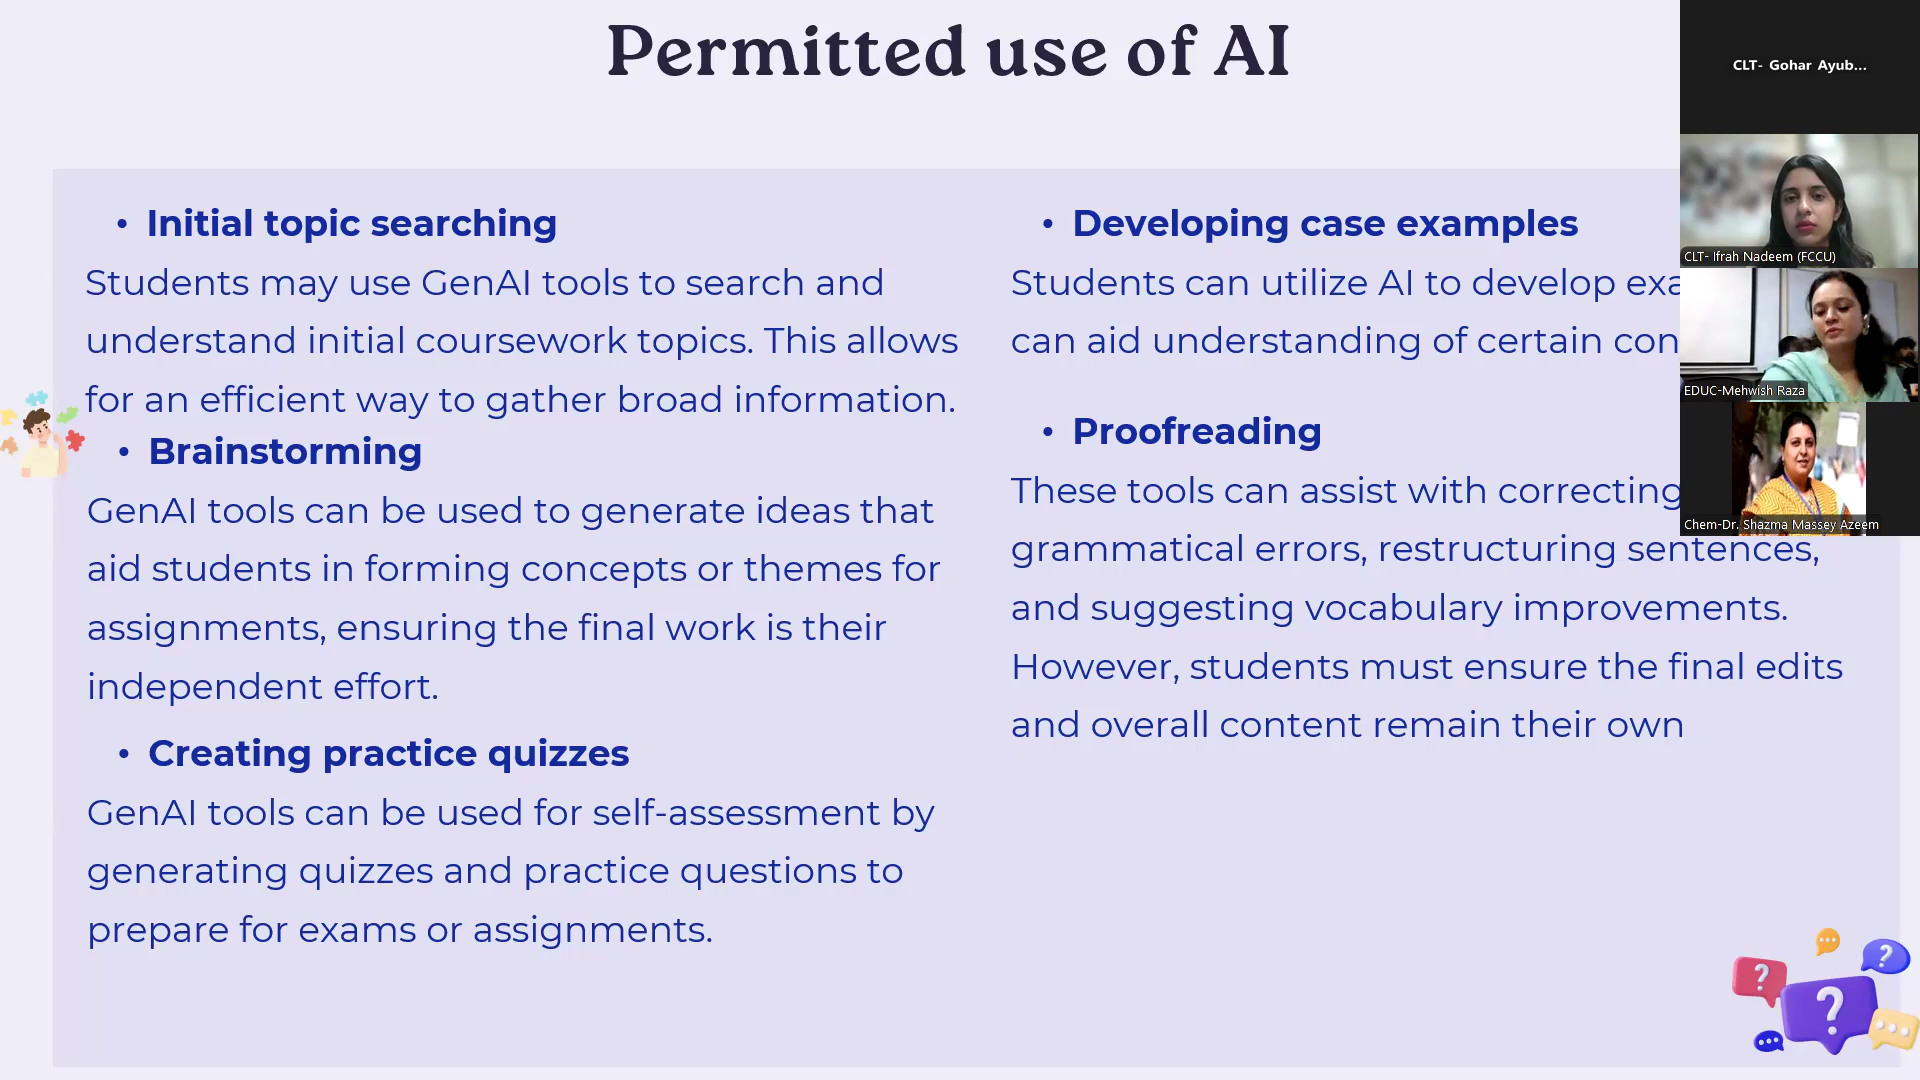 Permitted use of AI
• Initial topic searching
Students may use GenAI tools to search and
understand initial coursework topics. This allows
for an efficient way to gather broad information.
• Brainstorming
GenAI tools can be used to generate ideas that
aid students in forming concepts or themes for
assignments, ensuring the final work is their
independent effort.
• Creating practice quizzes
GenAI tools can be used for self-assessment by
generating quizzes and practice questions to
prepare for exams or assignments.
• Developing case examples
Students can utilize AI to develop
can aid understanding of certain
• Proofreading
These tools can assist with correcting
grammatical errors, restructuring sentences,
and suggesting vocabulary improvements.
However, students must ensure the final edits
and overall content remain their own
CLT- Gohar Ayub...
CLT- Ifrah Nadeem (FCCU)
EDUC-Mehwish Raza
Chem-Dr. Shazma Massey Azeem
?
?
?